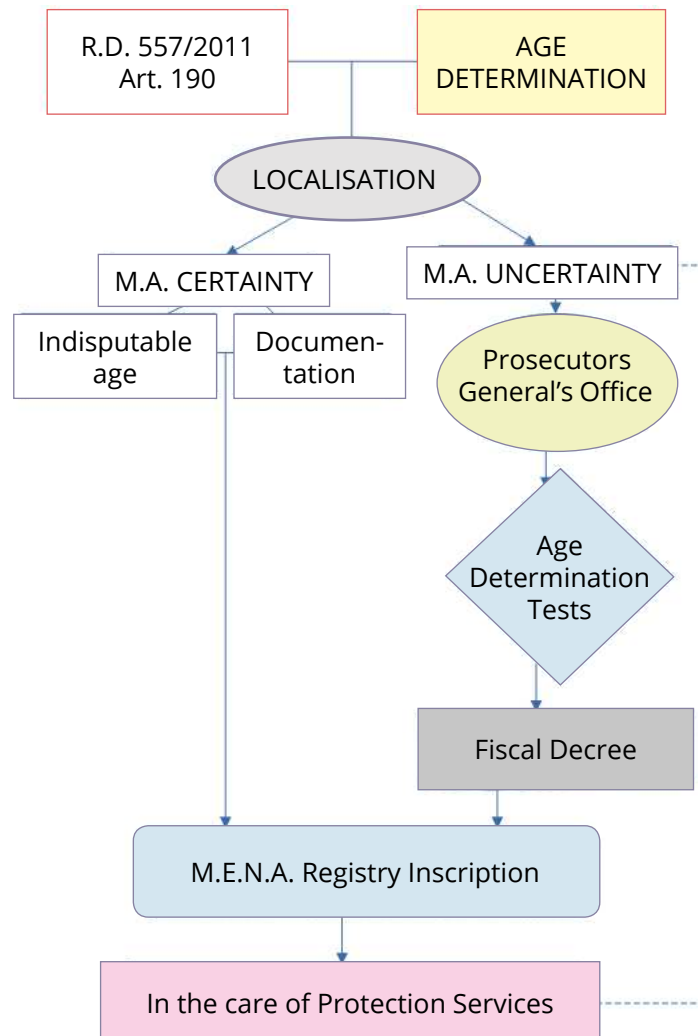 R.D. 557/2011
Art. 190
AGE
DETERMINATION
LOCALISATION
M.A. CERTAINTY
M.A. UNCERTAINTY
Indisputable
age
Documen-
tation
Prosecutors
General’s Office
Age
Determination
Tests
Fiscal Decree
M.E.N.A. Registry Inscription
In the care of Protection Services